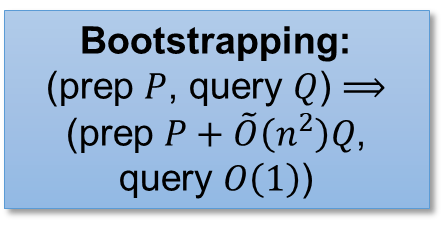 Bootstrapping:
(prep 𝑃, query 𝑄) ⟹
(prep 𝑃 + Õ(𝑛²)𝑄,
query 𝑂(1))